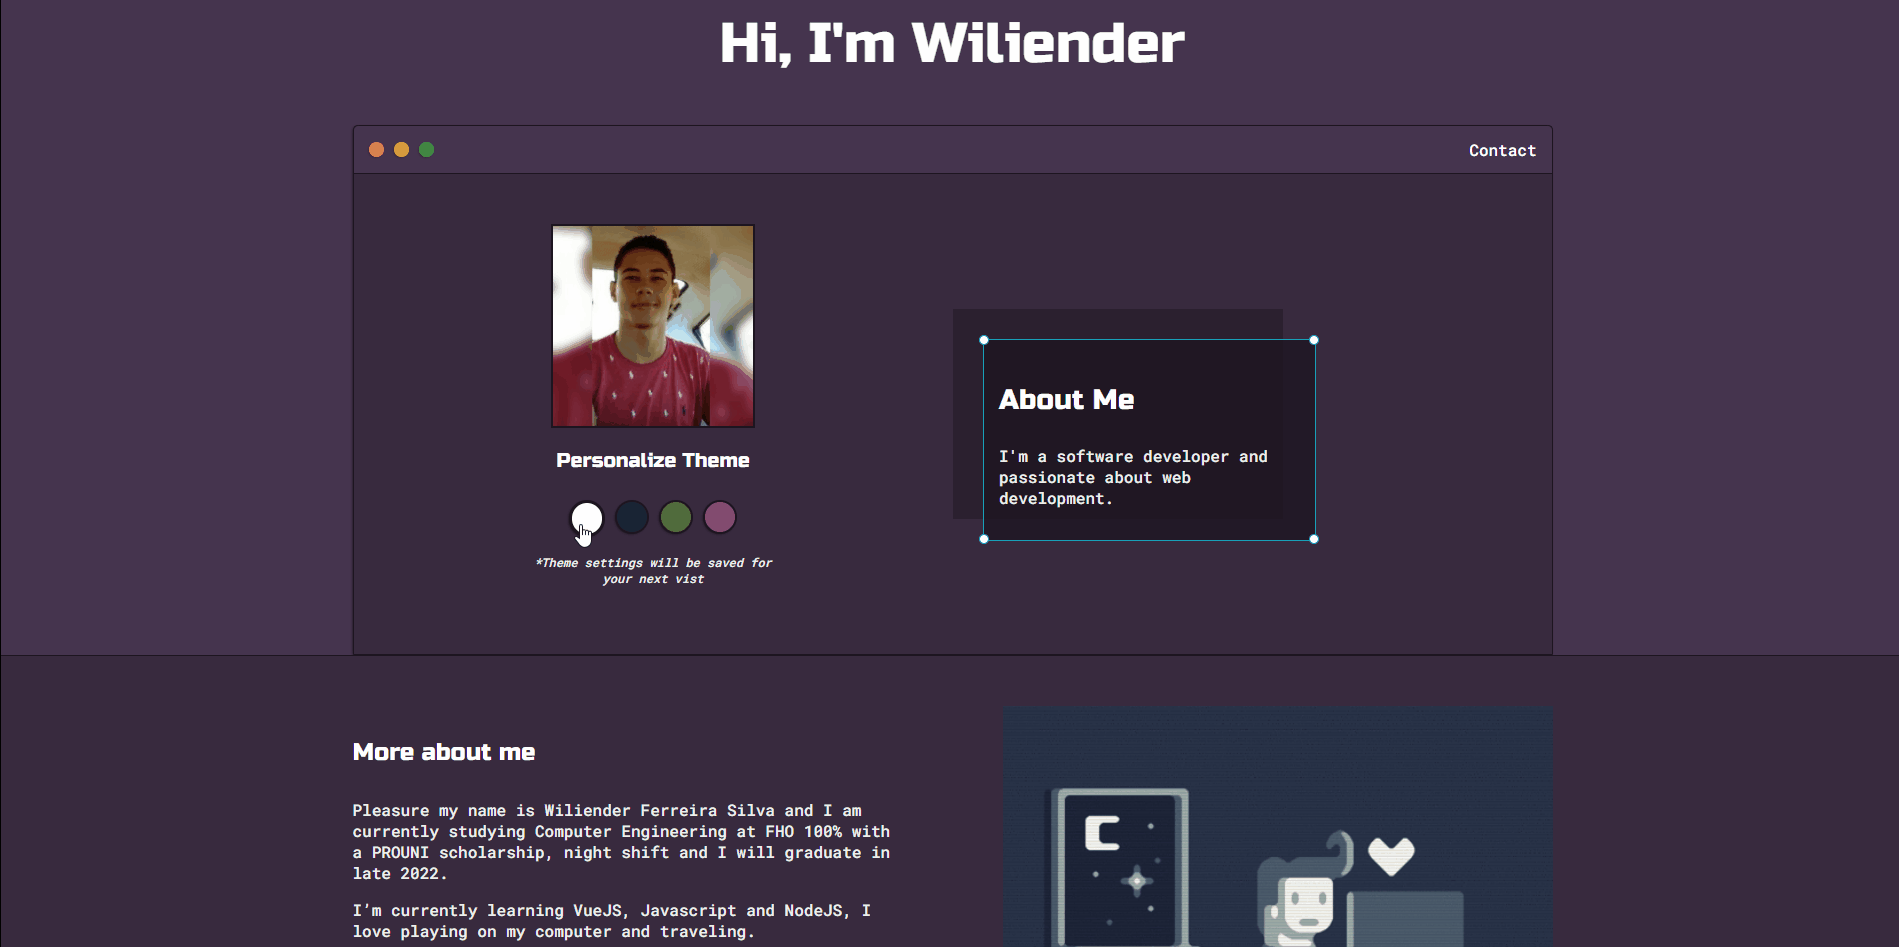 Hi, I'm Wiliender
Contact
Personalize Theme
*Theme settings will be saved for
your next vist
About Me
I'm a software developer and
passionate about web
development.
More about me
Pleasure my name is Wiliender Ferreira Silva and I am
currently studying Computer Engineering at FHO 100% with
a PROUNI scholarship, night shift and I will graduate in
late 2022.
I’m currently learning VueJS, Javascript and NodeJS, I
love playing on my computer and traveling.